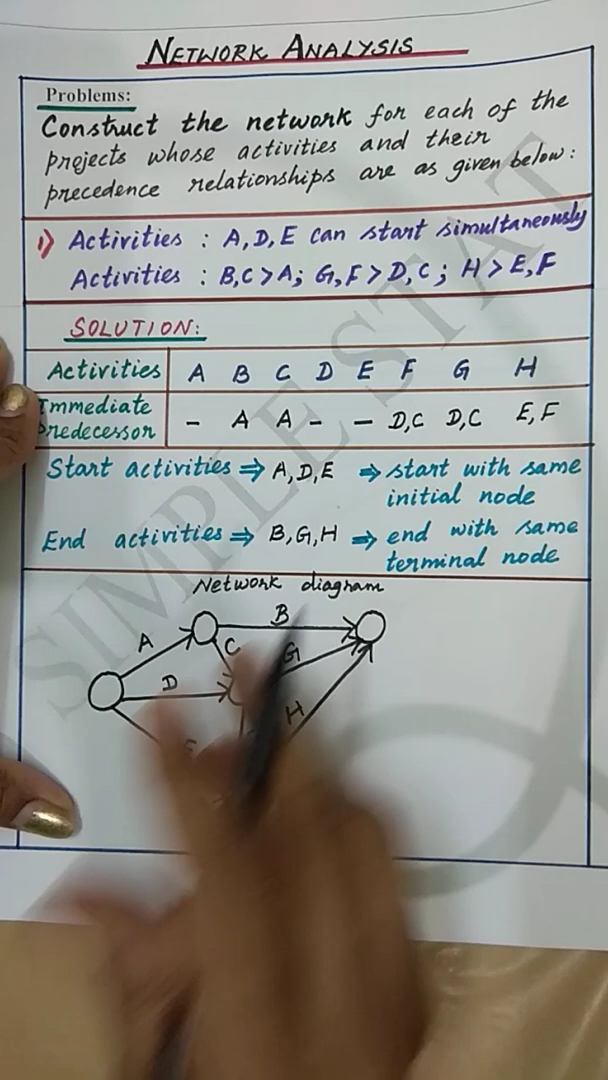 NETWORK ANALYSIS
Problems:
Construct the network for each of the
projects whose activities and their
precedence relationships are as given below:
1) Activities : A,D,E can start simultaneously
Activities : B,C>A; G,F>D,C; H>E,F
SOLUTION:
Activities A B C D E F G H
Immediate Predecessor - A A - - D,C D,C E,F
Start activities ⇒ A,D,E ⇒ start with same
initial node
End activities ⇒ B,G,H ⇒ end with same
terminal node
Network diagram
B
A C G
D
H
SIMPLE STAT